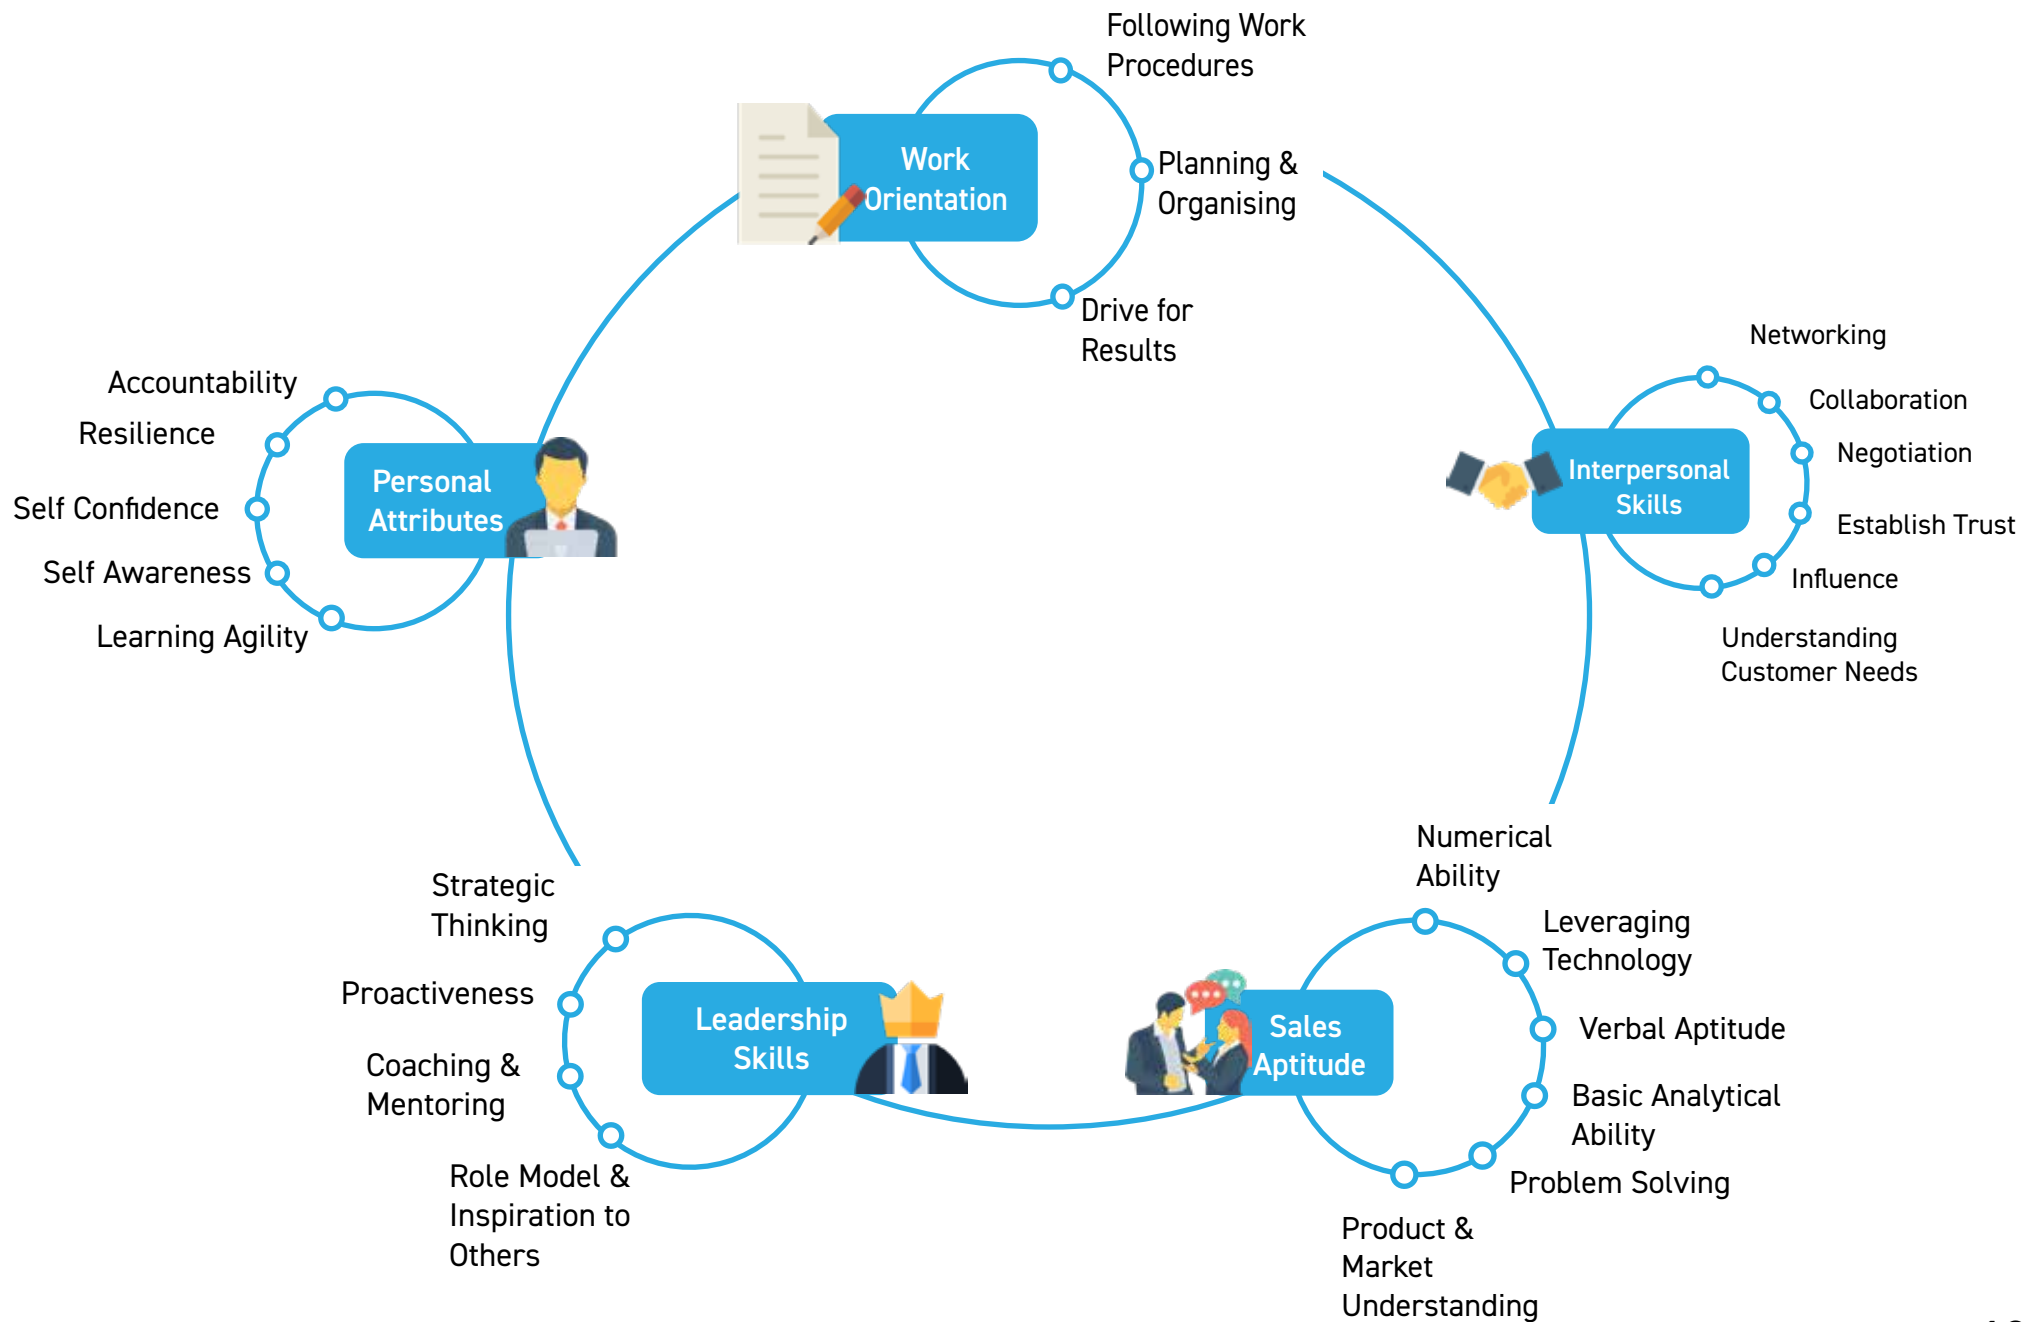 Following Work
Procedures
Work
Orientation
Planning &
Organising
Drive for
Results
Networking
Collaboration
Negotiation
Interpersonal
Skills
Establish Trust
Influence
Understanding
Customer Needs
Accountability
Resilience
Personal
Attributes
Self Confidence
Self Awareness
Learning Agility
Numerical
Ability
Leveraging
Technology
Sales
Aptitude
Verbal Aptitude
Basic Analytical
Ability
Problem Solving
Product &
Market
Understanding
Strategic
Thinking
Proactiveness
Leadership
Skills
Coaching &
Mentoring
Role Model &
Inspiration to
Others